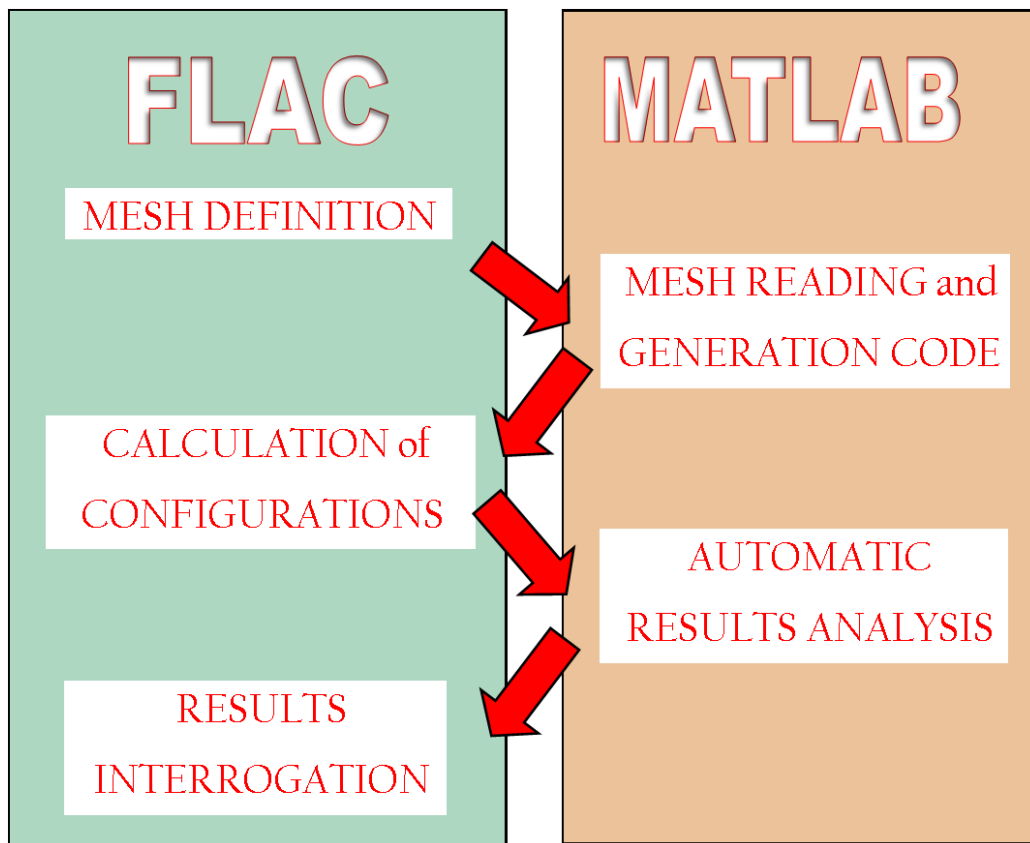 FLAC
MESH DEFINITION
MATLAB
MESH READING and
GENERATION CODE
CALCULATION of
CONFIGURATIONS
AUTOMATIC
RESULTS ANALYSIS
RESULTS
INTERROGATION